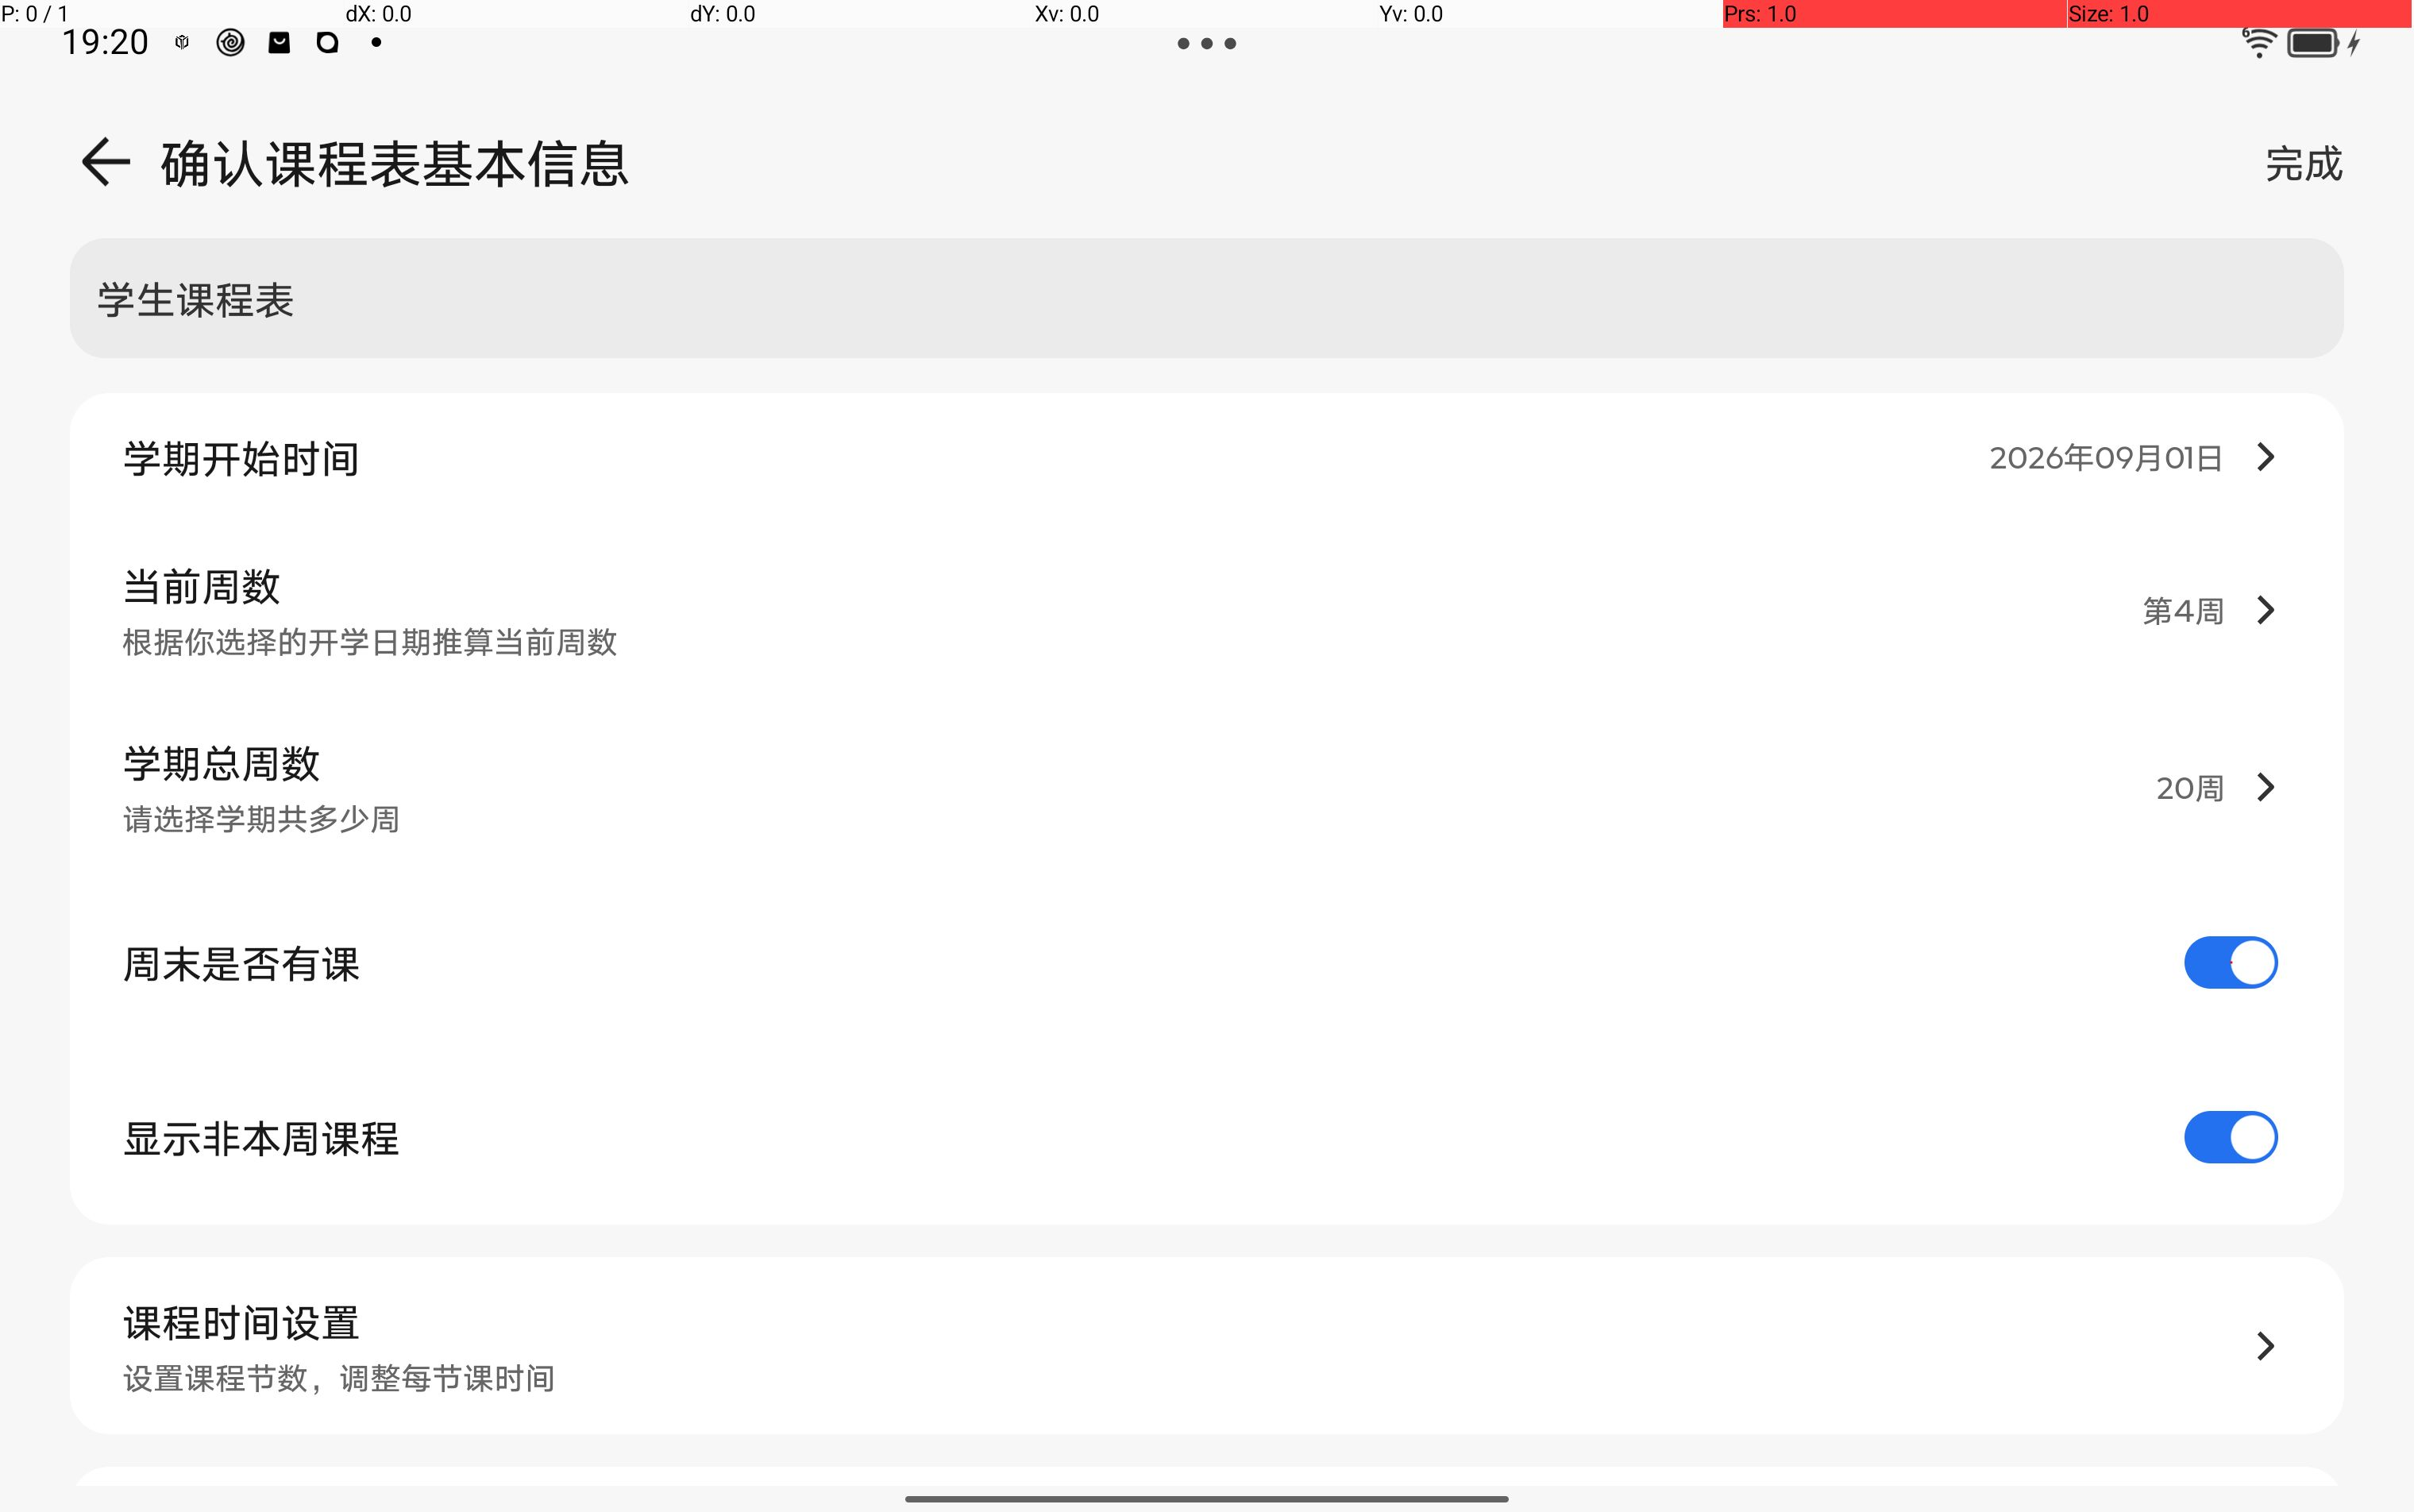 P: 0 / 1 dX: 0.0 dY: 0.0 Xv: 0.0 Yv: 0.0 Prs: 1.0 Size: 1.0
19:20 6
确认课程表基本信息 完成
学生课程表
学期开始时间 2026年09月01日
当前周数 第4周
根据你选择的开学日期推算当前周数
学期总周数 20周
请选择学期共多少周
周末是否有课
显示非本周课程
课程时间设置
设置课程节数，调整每节课时间